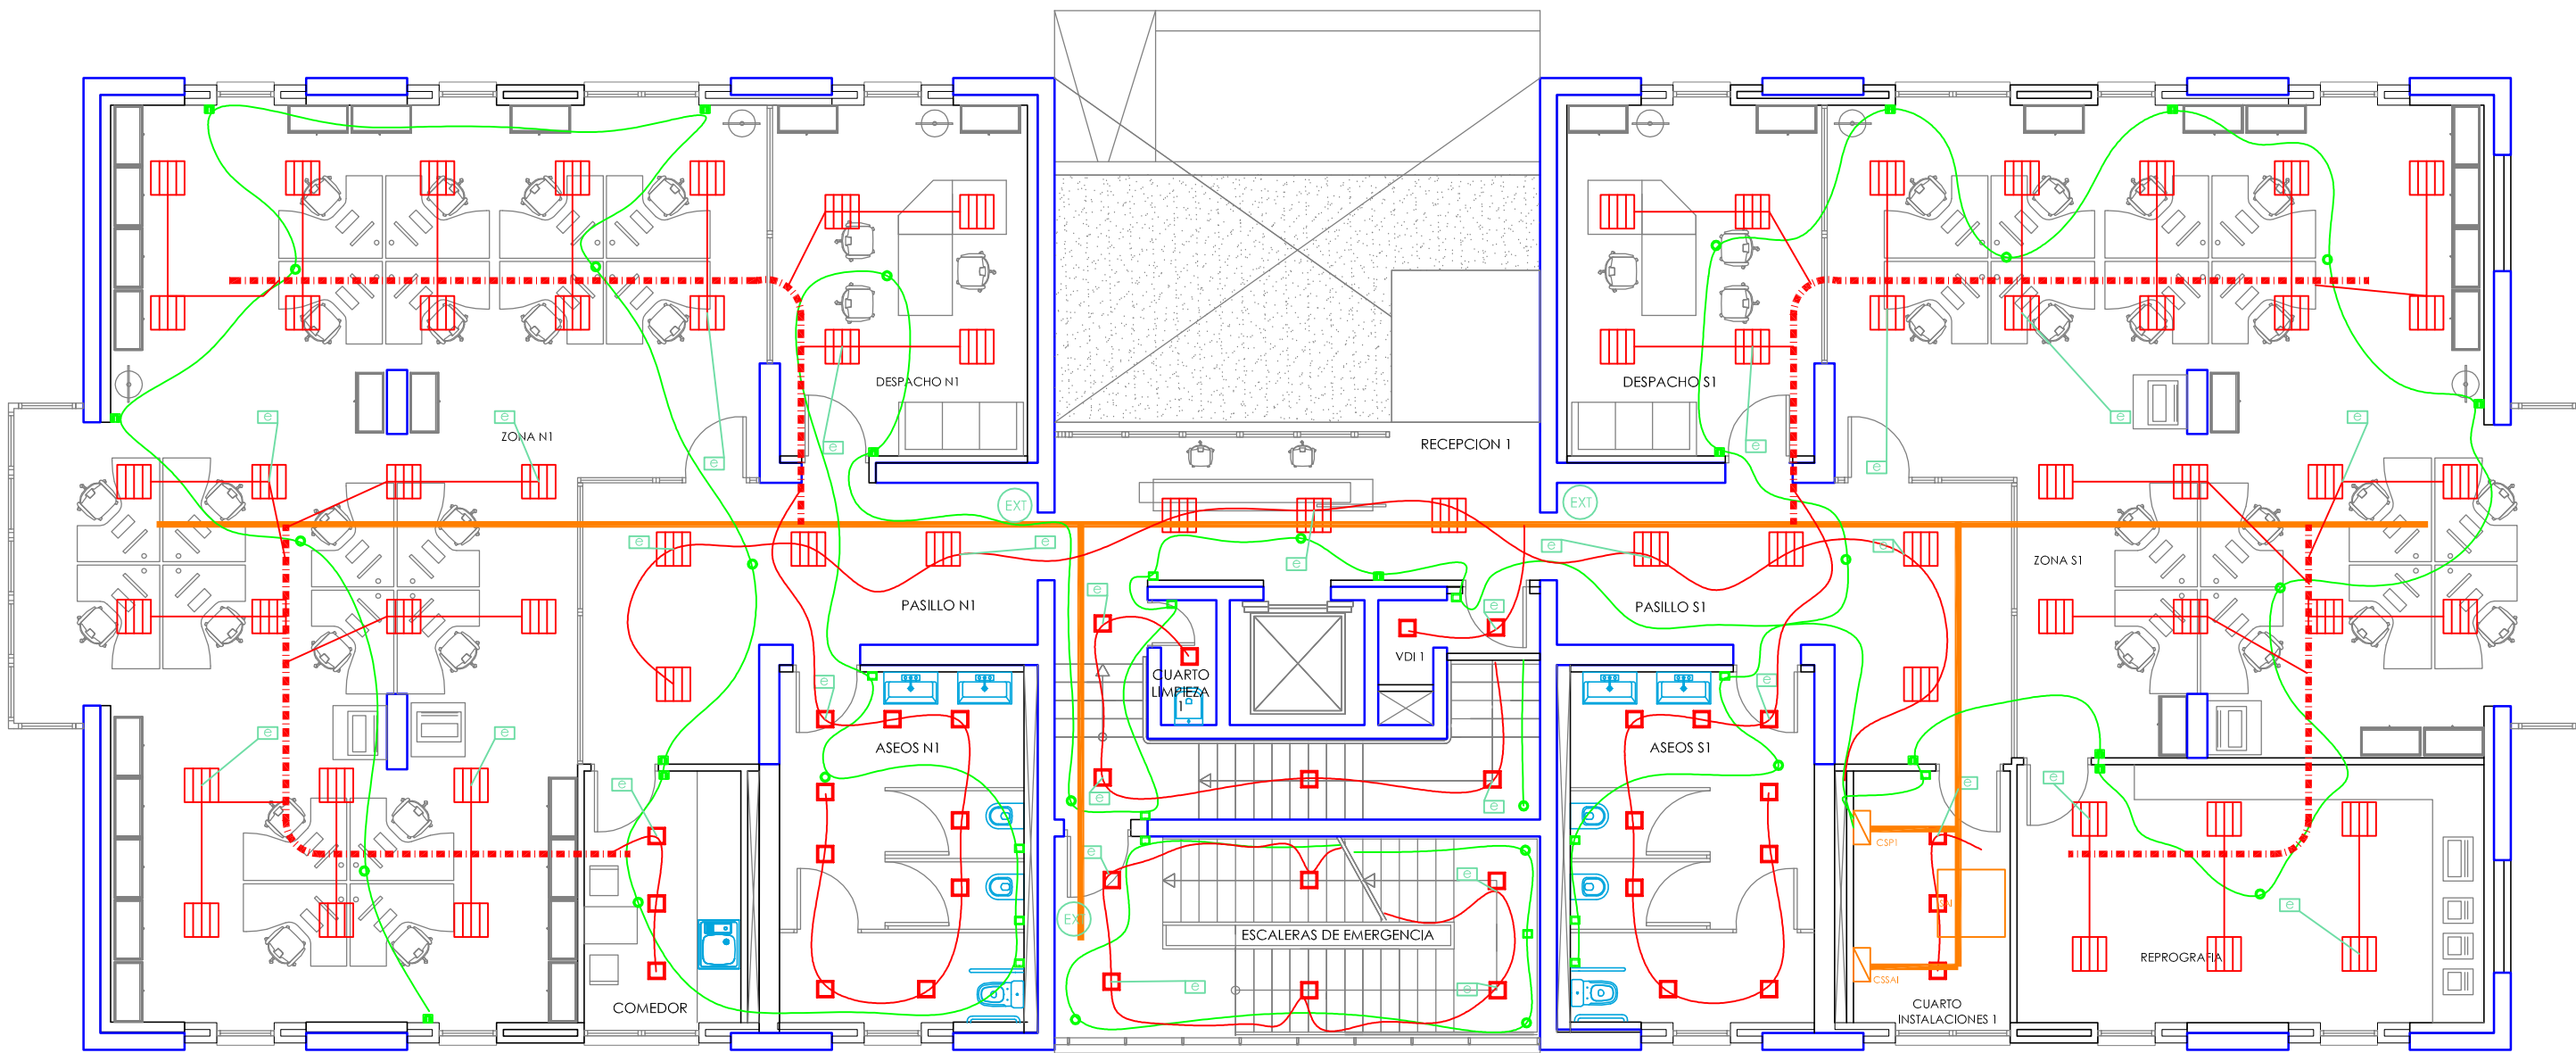 DESPACHO N1
DESPACHO S1
ZONA N1
e
e
e
e
RECEPCION 1
e
e
e
e
EXT
EXT
e
e
e
e
e
ZONA S1
PASILLO N1
e
e
PASILLO S1
VDI 1
CUARTO
LIMPIEZA
1
e
e
ASEOS N1
ASEOS S1
e
e
e
e
e
e
e
CSP1
e
e
EXT
e
ESCALERAS DE EMERGENCIA
REPROGRAFIA
CSSAI
e
e
COMEDOR
CUARTO
INSTALACIONES 1